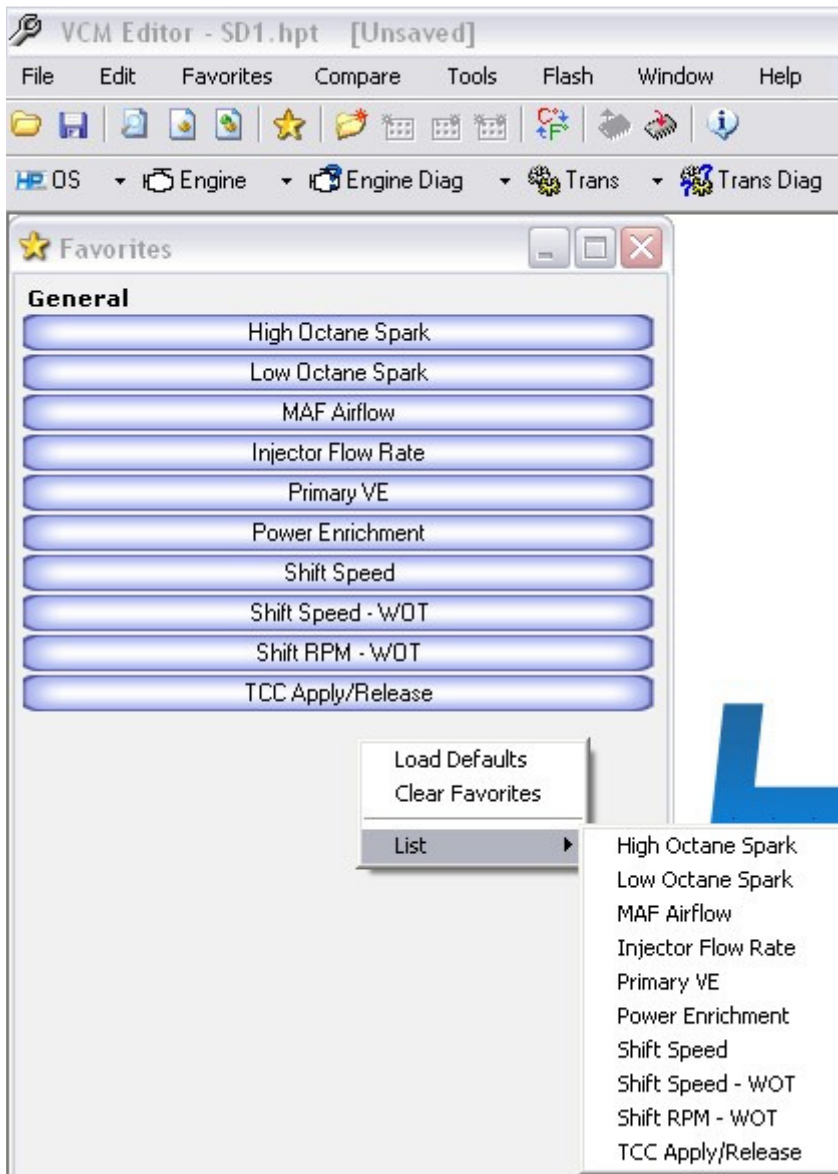 VCM Editor - SD1.hpt [Unsaved]
File Edit Favorites Compare Tools Flash Window Help
HP OS Engine Engine Diag Trans Trans Diag
Favorites
General
High Octane Spark
Low Octane Spark
MAF Airflow
Injector Flow Rate
Primary VE
Power Enrichment
Shift Speed
Shift Speed - WOT
Shift RPM - WOT
TCC Apply/Release
Load Defaults
Clear Favorites
List
High Octane Spark
Low Octane Spark
MAF Airflow
Injector Flow Rate
Primary VE
Power Enrichment
Shift Speed
Shift Speed - WOT
Shift RPM - WOT
TCC Apply/Release